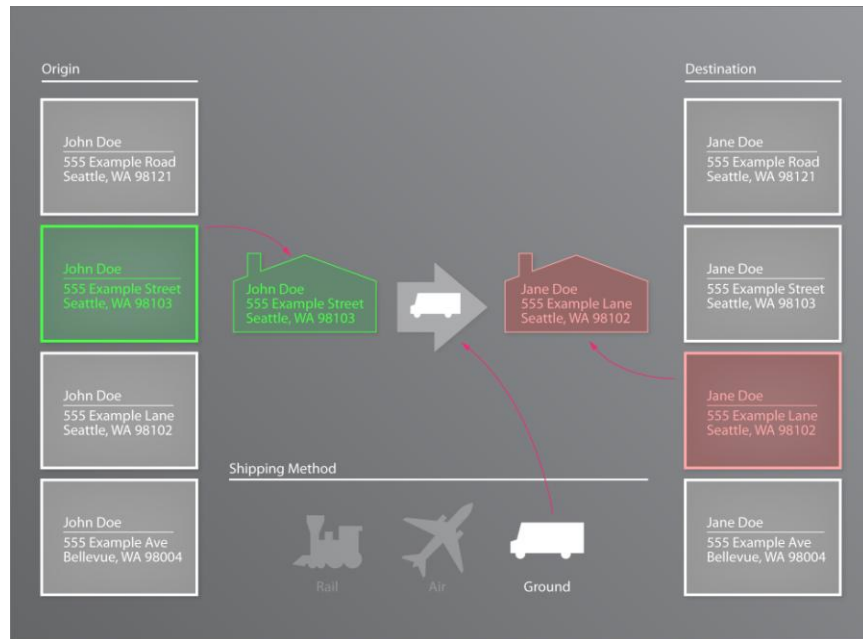 Origin
John Doe
555 Example Road
Seattle, WA 98121
John Doe
555 Example Street
Seattle, WA 98103
John Doe
555 Example Lane
Seattle, WA 98102
John Doe
555 Example Ave
Bellevue, WA 98004
John Doe
555 Example Street
Seattle, WA 98103
Jane Doe
555 Example Lane
Seattle, WA 98102
Shipping Method
Rail
Air
Ground
Destination
Jane Doe
555 Example Road
Seattle, WA 98121
Jane Doe
555 Example Street
Seattle, WA 98103
Jane Doe
555 Example Lane
Seattle, WA 98102
Jane Doe
555 Example Ave
Bellevue, WA 98004